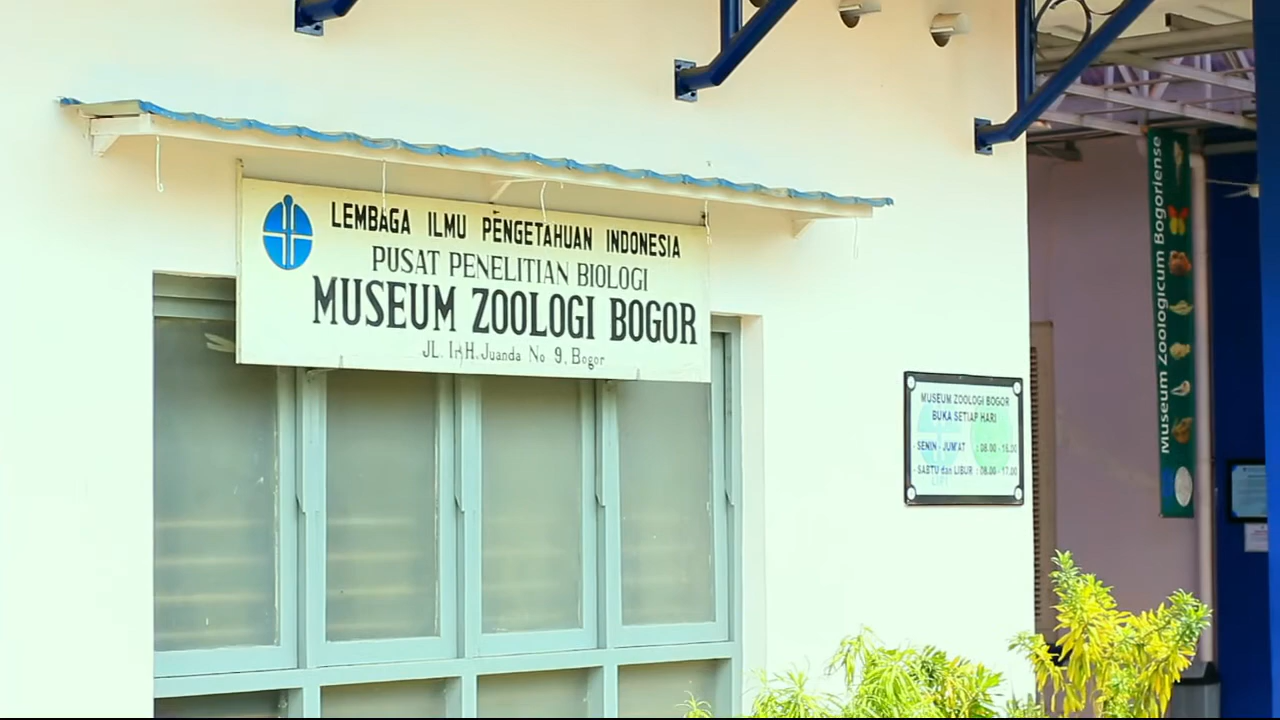 LEMBAGA ILMU PENGETAHUAN INDONESIA
PUSAT PENELITIAN BIOLOGI
MUSEUM ZOOLOGI BOGOR
JL. Ir. H. Juanda No 9, Bogor
MUSEUM ZOOLOGI BOGOR
BUKA SETIAP HARI
- SENIN - JUM'AT : 08.00 - 16.00
- SABTU dan LIBUR : 08.00 - 17.00
LIPI
Museum Zoologicum Bogoriense